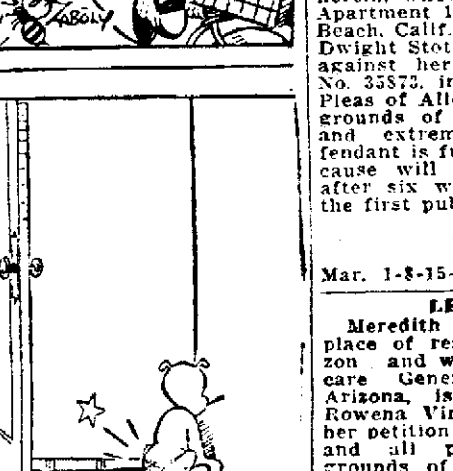 ABOLY
Apartment 1
Beach, Calif.
Dwight Stot
against her
No. 35873, in
Pleas of All
grounds of
and extrem
fendant is fu
cause will
after six w
the first pub
Mar. 1-8-15-
LE
Meredith
place of re
zon and w
care Gene
Arizona, is
Rowena Vir
her petition
and all p
grounds of